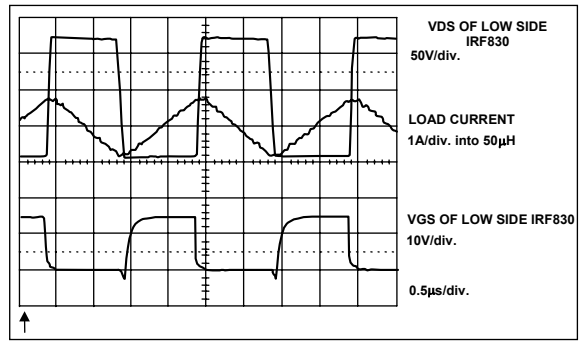 VDS OF LOW SIDE
IRF830
50V/div.
LOAD CURRENT
1A/div. into 50μH
VGS OF LOW SIDE IRF830
10V/div.
0.5μs/div.